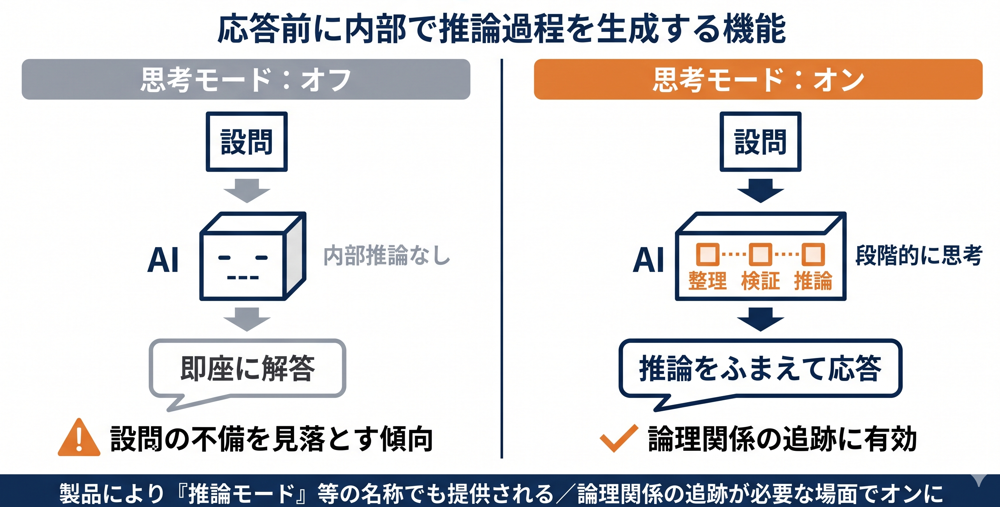 応答前に内部で推論過程を生成する機能
思考モード：オフ
設問
AI
内部推論なし
即座に解答
設問の不備を見落とす傾向
思考モード：オン
設問
AI
整理 検証 推論
段階的に思考
推論をふまえて応答
論理関係の追跡に有効
製品により『推論モード』等の名称でも提供される／論理関係の追跡が必要な場面でオンに